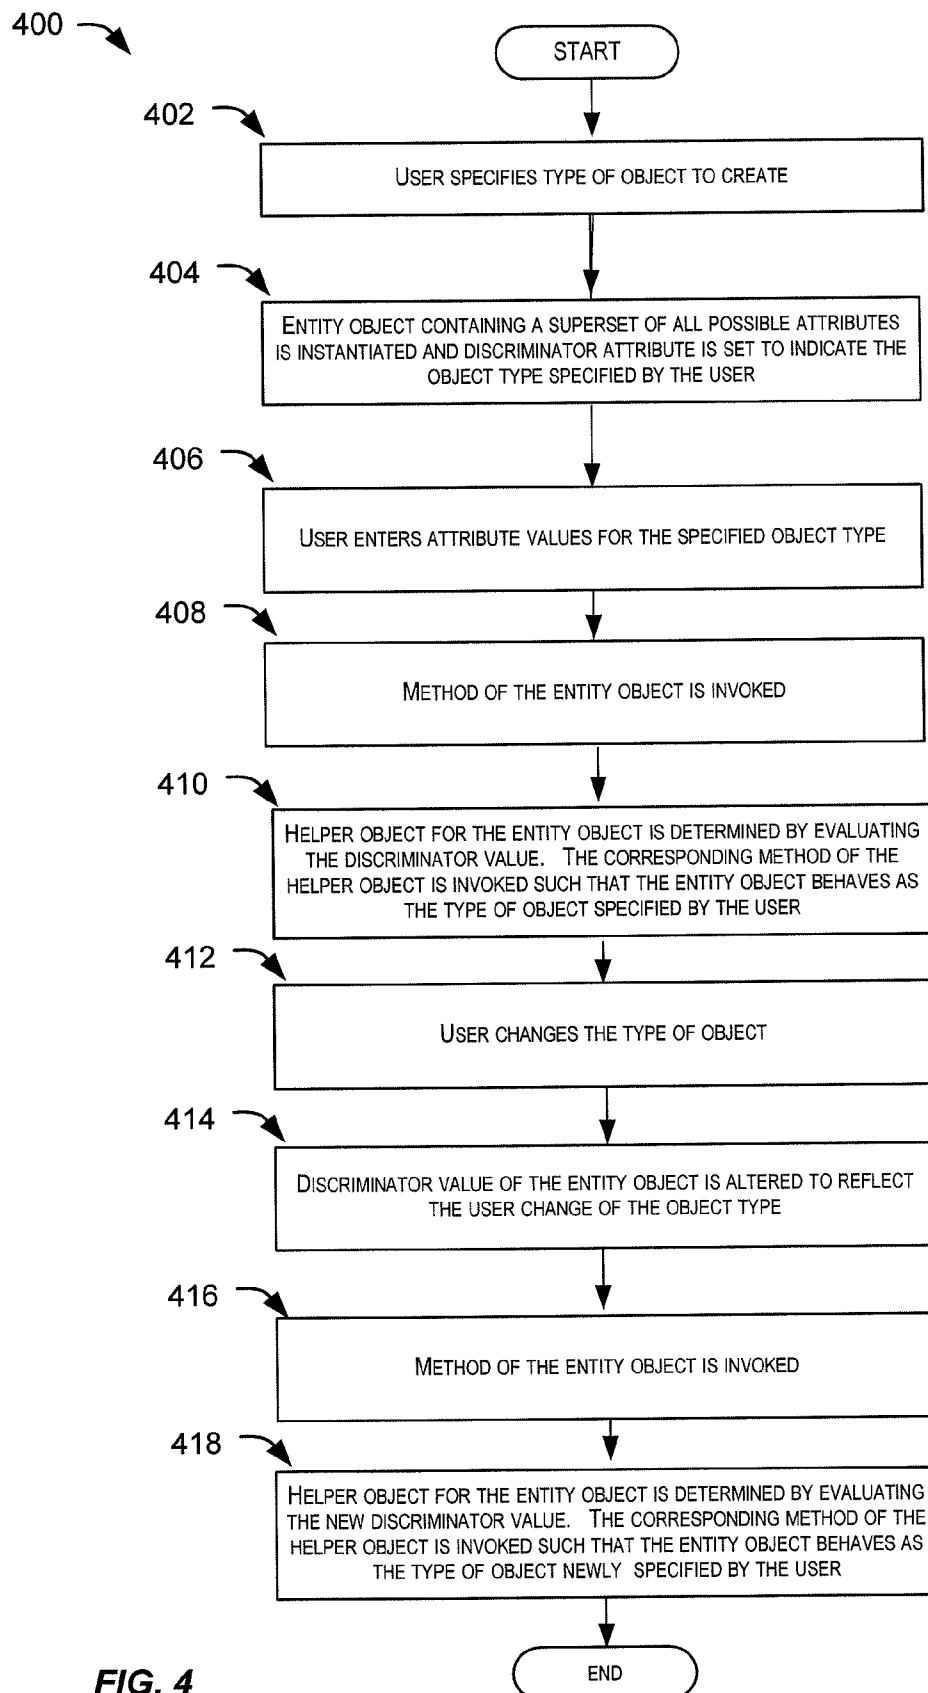 400
START
402
USER SPECIFIES TYPE OF OBJECT TO CREATE
404
ENTITY OBJECT CONTAINING A SUPERSET OF ALL POSSIBLE ATTRIBUTES
IS INSTANTIATED AND DISCRIMINATOR ATTRIBUTE IS SET TO INDICATE THE
OBJECT TYPE SPECIFIED BY THE USER
406
USER ENTERS ATTRIBUTE VALUES FOR THE SPECIFIED OBJECT TYPE
408
METHOD OF THE ENTITY OBJECT IS INVOKED
410
HELPER OBJECT FOR THE ENTITY OBJECT IS DETERMINED BY EVALUATING
THE DISCRIMINATOR VALUE. THE CORRESPONDING METHOD OF THE
HELPER OBJECT IS INVOKED SUCH THAT THE ENTITY OBJECT BEHAVES AS
THE TYPE OF OBJECT SPECIFIED BY THE USER
412
USER CHANGES THE TYPE OF OBJECT
414
DISCRIMINATOR VALUE OF THE ENTITY OBJECT IS ALTERED TO REFLECT
THE USER CHANGE OF THE OBJECT TYPE
416
METHOD OF THE ENTITY OBJECT IS INVOKED
418
HELPER OBJECT FOR THE ENTITY OBJECT IS DETERMINED BY EVALUATING
THE NEW DISCRIMINATOR VALUE. THE CORRESPONDING METHOD OF THE
HELPER OBJECT IS INVOKED SUCH THAT THE ENTITY OBJECT BEHAVES AS
THE TYPE OF OBJECT NEWLY SPECIFIED BY THE USER
END
FIG. 4